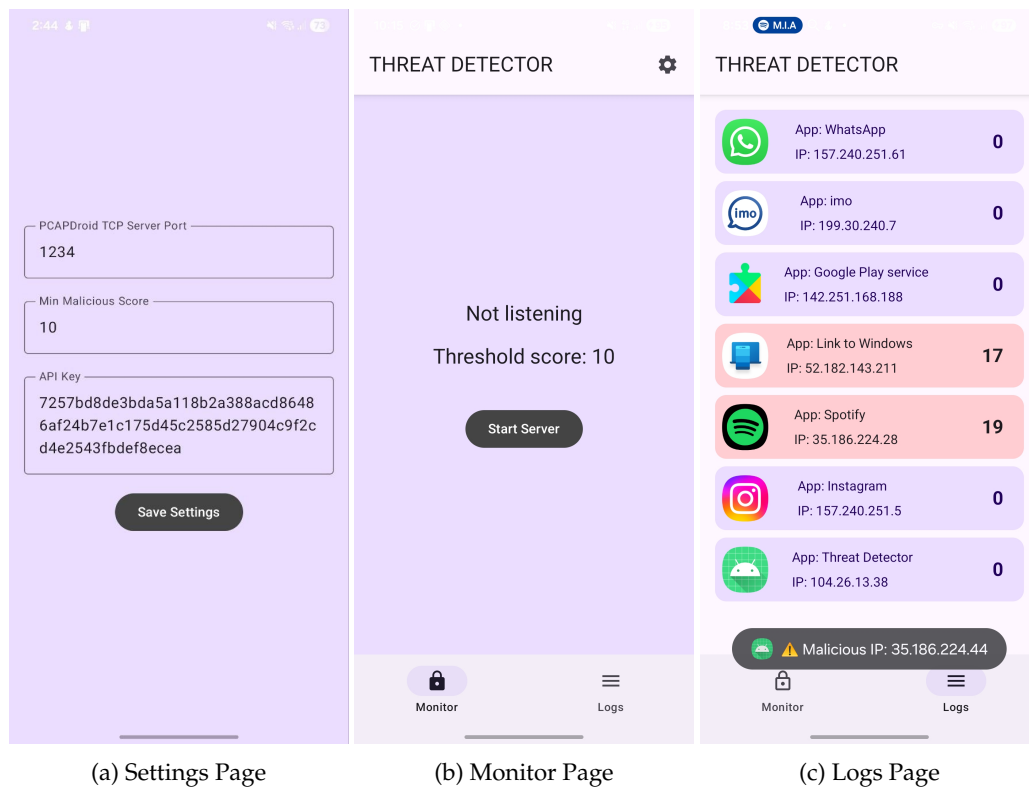 2:44
73
PCAPDroid TCP Server Port
1234
Min Malicious Score
10
API Key
7257bd8de3bda5a118b2a388acd8648
6af24b7e1c175d45c2585d27904c9f2c
d4e2543fbdef8ecea
Save Settings
(a) Settings Page
THREAT DETECTOR
Not listening
Threshold score: 10
Start Server
Monitor
Logs
(b) Monitor Page
M.I.A
THREAT DETECTOR
App: WhatsApp
IP: 157.240.251.61
0
imo
App: imo
IP: 199.30.240.7
0
App: Google Play service
IP: 142.251.168.188
0
App: Link to Windows
IP: 52.182.143.211
17
App: Spotify
IP: 35.186.224.28
19
App: Instagram
IP: 157.240.251.5
0
App: Threat Detector
IP: 104.26.13.38
0
⚠️ Malicious IP: 35.186.224.44
Monitor
Logs
(c) Logs Page